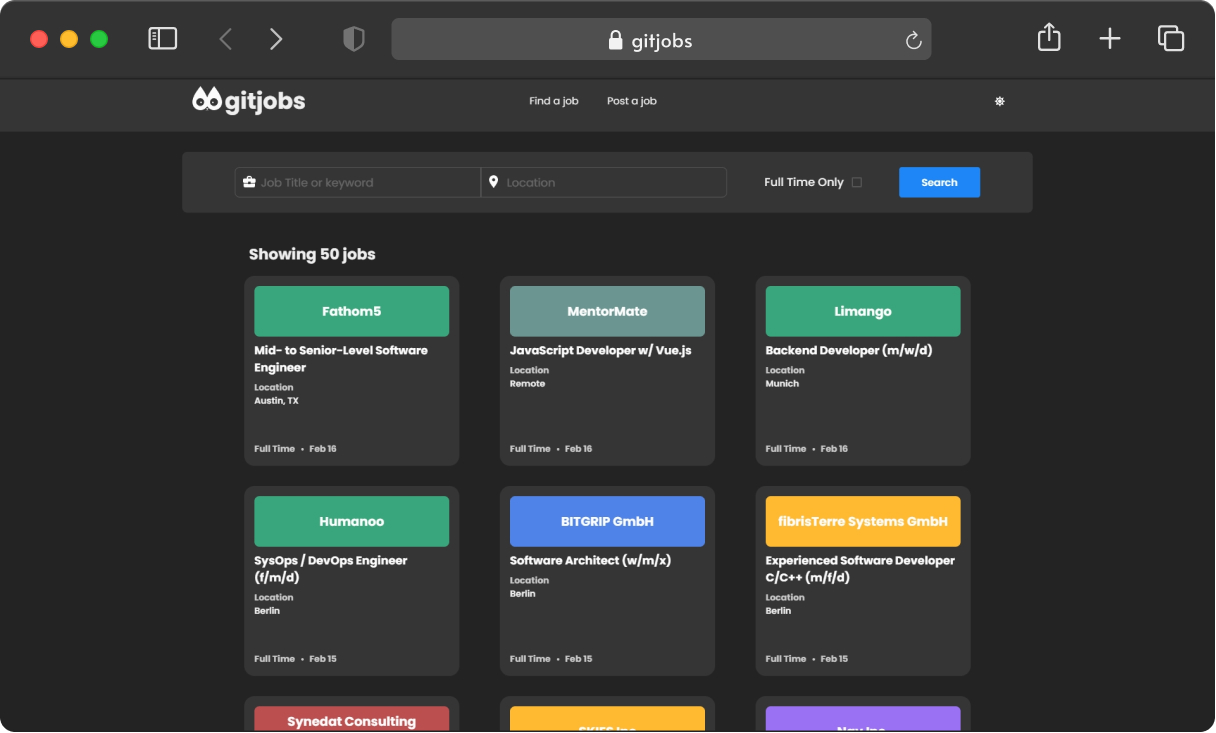 gitjobs
gitjobs
Find a job
Post a job
Job Title or keyword
Location
Full Time Only
Search
Showing 50 jobs
Fathom5
Mid- to Senior-Level Software
Engineer
Location
Austin, TX
Full Time • Feb 16
MentorMate
JavaScript Developer w/ Vue.js
Location
Remote
Full Time • Feb 16
Limango
Backend Developer (m/w/d)
Location
Munich
Full Time • Feb 16
Humanoo
SysOps / DevOps Engineer
(f/m/d)
Location
Berlin
Full Time • Feb 15
BITGRIP GmbH
Software Architect (w/m/x)
Location
Berlin
Full Time • Feb 15
fibrisTerre Systems GmbH
Experienced Software Developer
C/C++ (m/f/d)
Location
Berlin
Full Time • Feb 15
Synedat Consulting